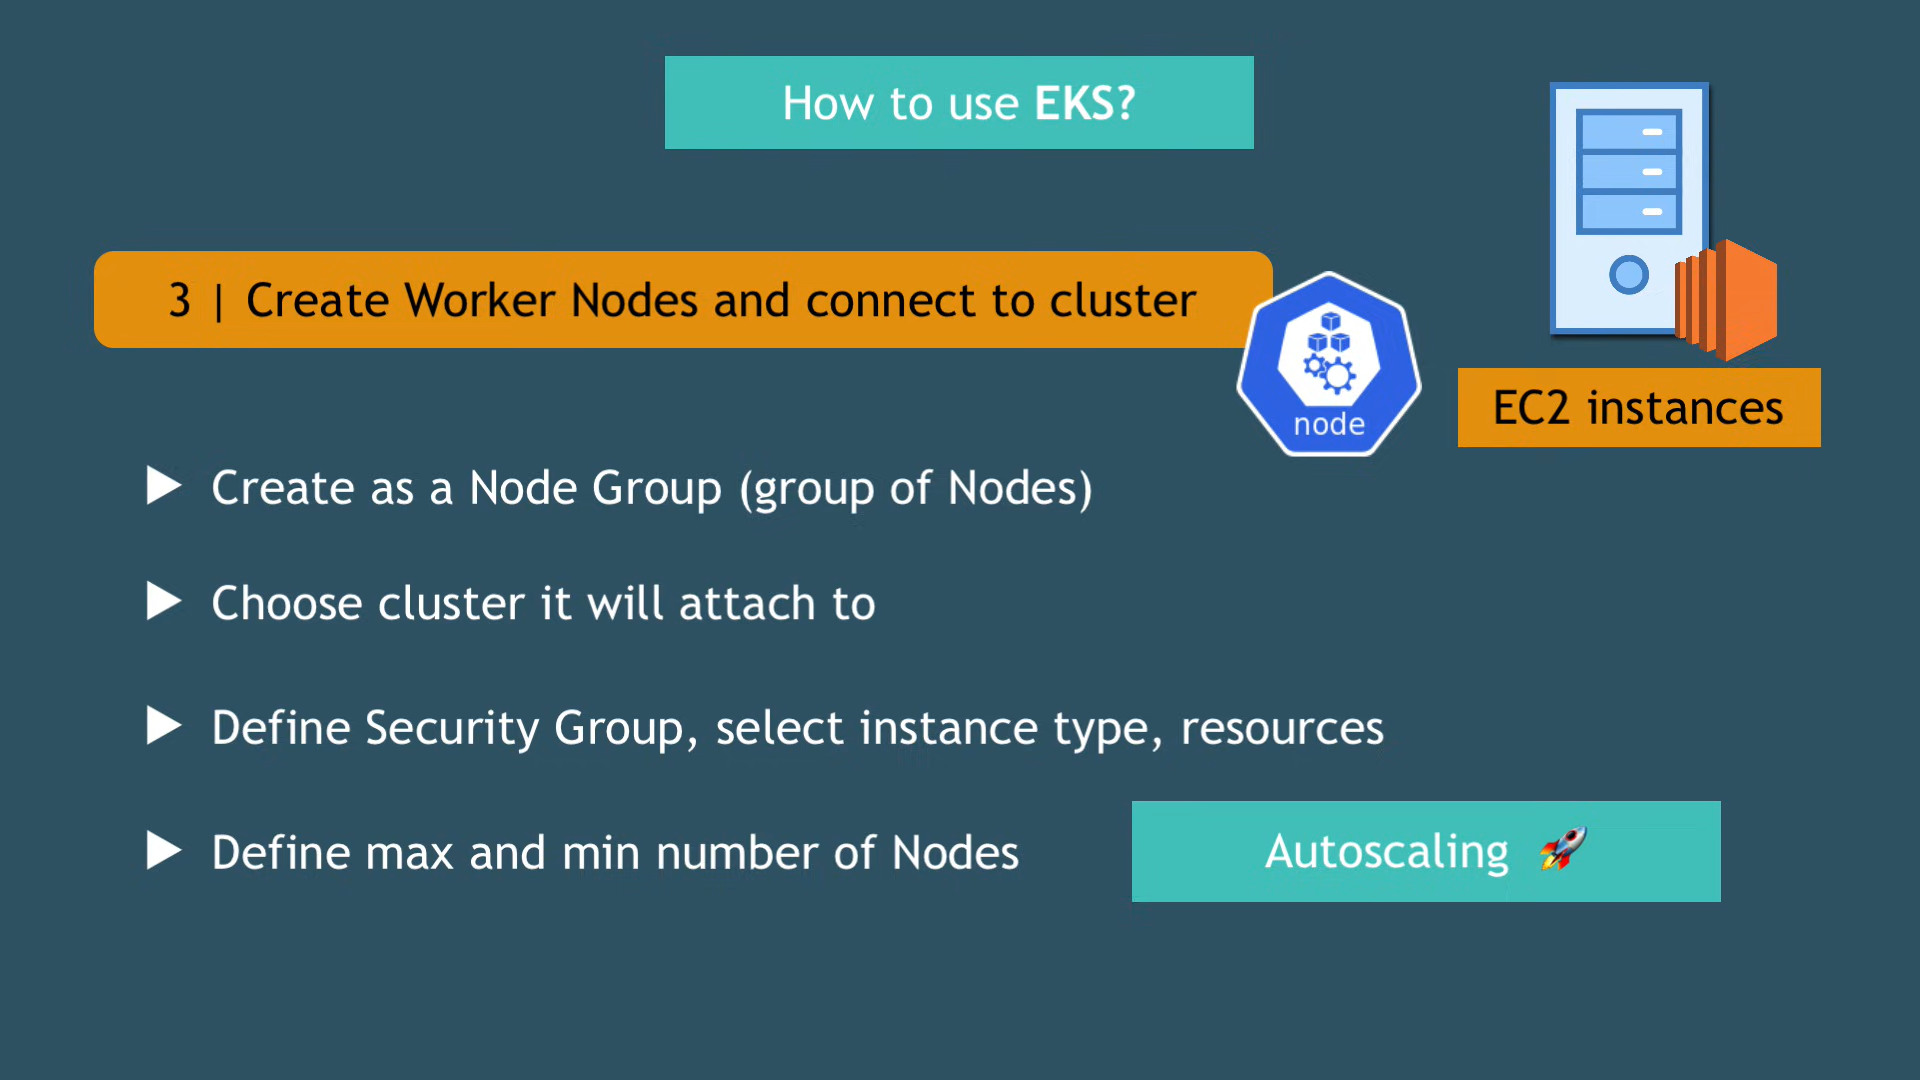 How to use EKS?
3 | Create Worker Nodes and connect to cluster
node
EC2 instances
Create as a Node Group (group of Nodes)
Choose cluster it will attach to
Define Security Group, select instance type, resources
Define max and min number of Nodes
Autoscaling 🚀